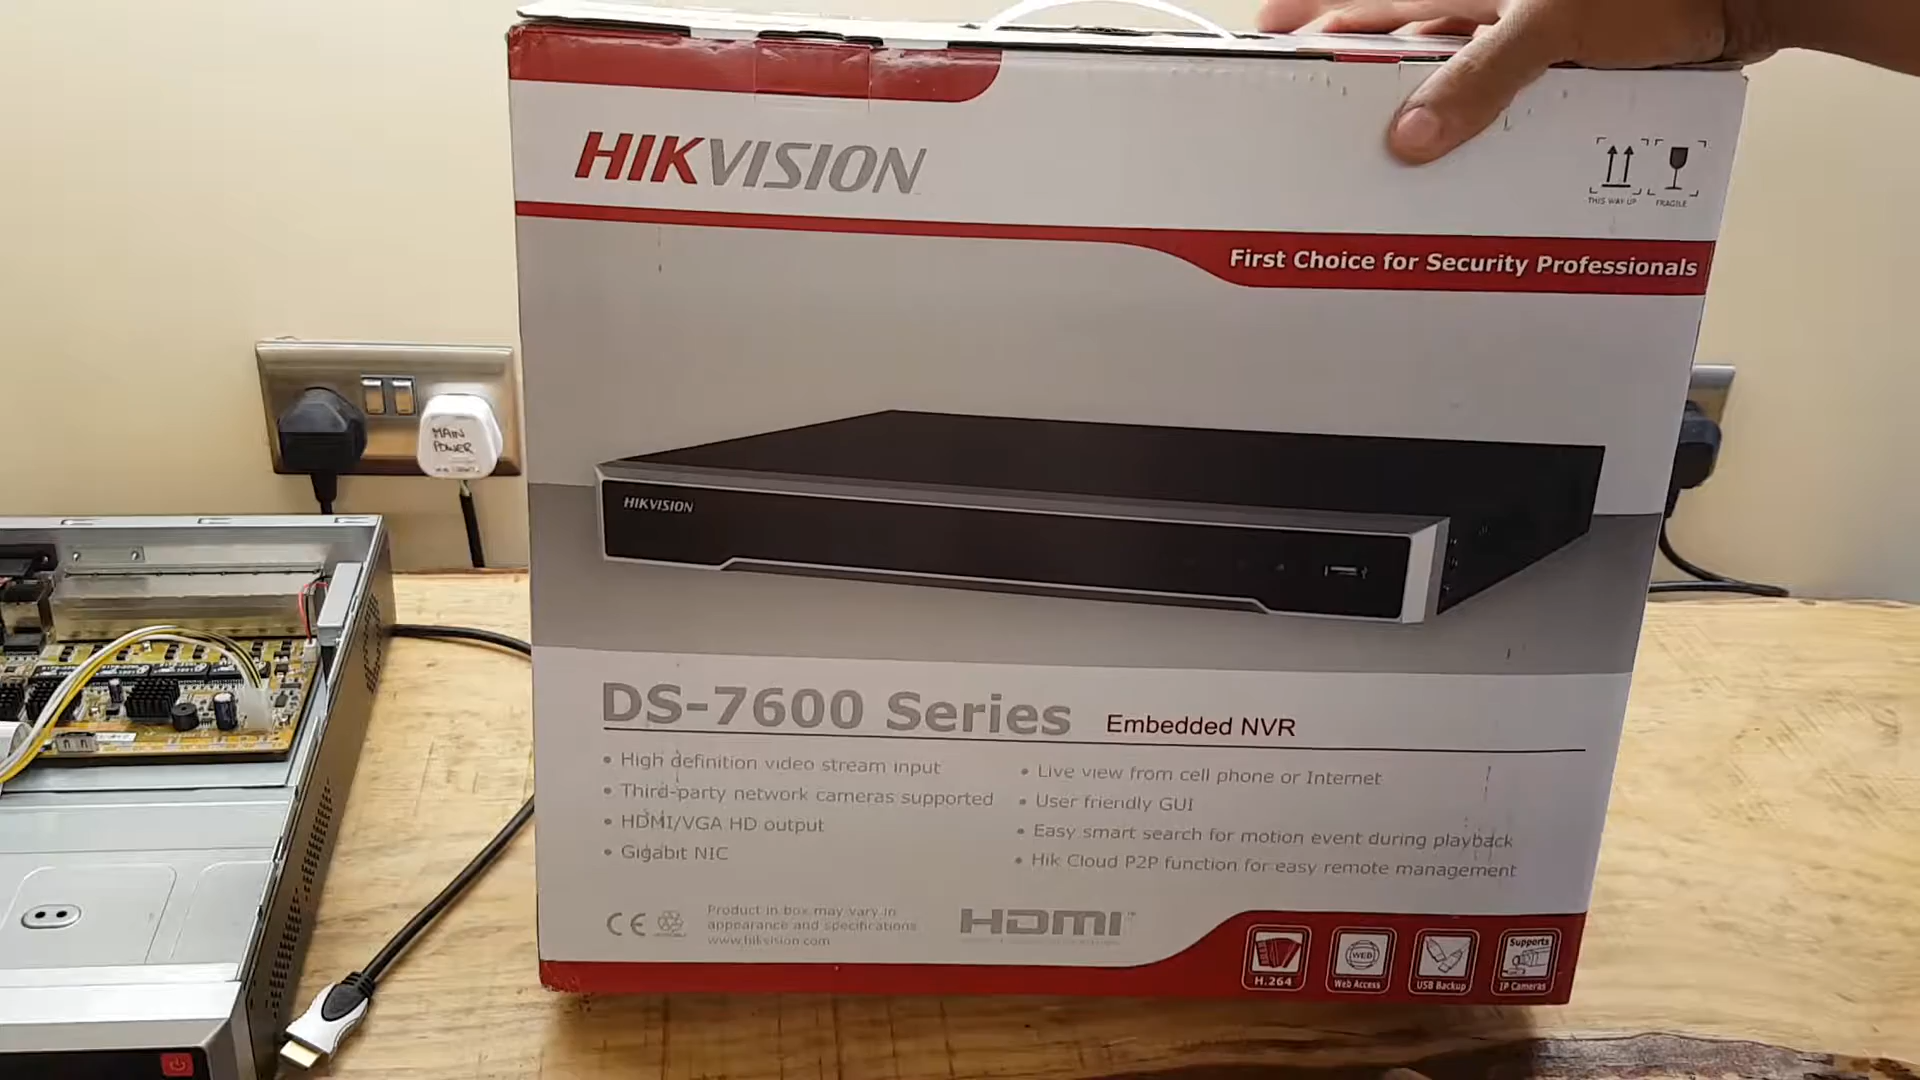 HIKVISION
THIS WAY UP
FRAGILE
First Choice for Security Professionals
MAIN
POWER
HIKVISION
DS-7600 Series
Embedded NVR
• High definition video stream input
• Third-party network cameras supported
• HDMI/VGA HD output
• Gigabit NIC
• Live view from cell phone or Internet
• User friendly GUI
• Easy smart search for motion event during playback
• Hik Cloud P2P function for easy remote management
CE
Product in box may vary in
appearance and specifications
www.hikvision.com
HDMI™
H.264
WEB
Web Access
USB Backup
Supports
IP Cameras